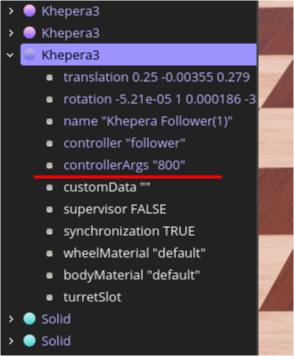 Khepera3
Khepera3
Khepera3
translation 0.25 -0.00355 0.279
rotation -5.21e-05 1 0.000186 -3
name "Khepera Follower(1)"
controller "follower"
controllerArgs "800"
customData ""
supervisor FALSE
synchronization TRUE
wheelMaterial "default"
bodyMaterial "default"
turretSlot
Solid
Solid